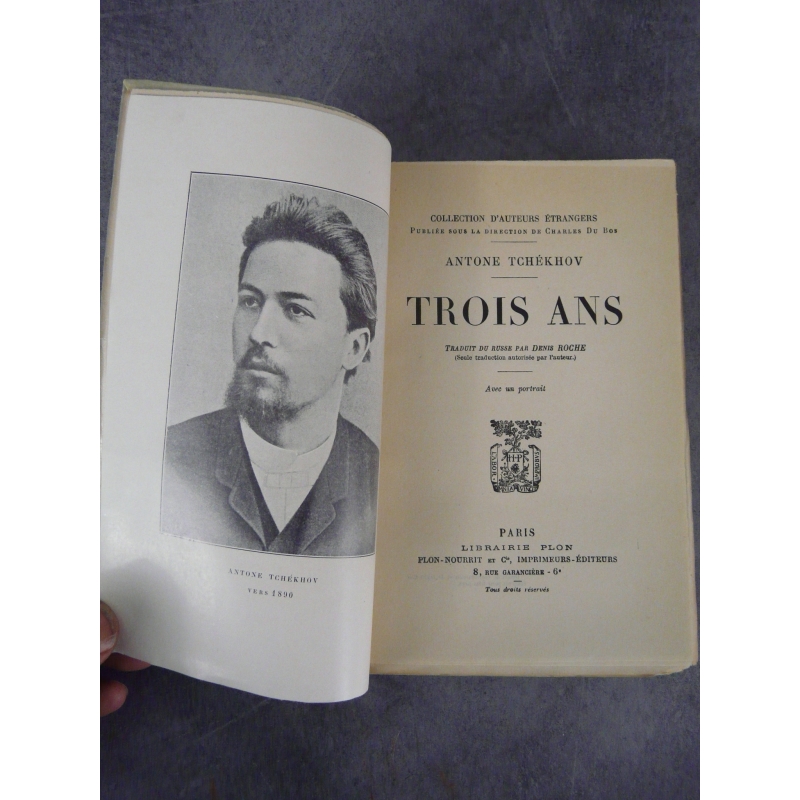 ANTONE TCHÉKHOV
VERS 1890
COLLECTION D'AUTEURS ÉTRANGERS
PUBLIÉE SOUS LA DIRECTION DE CHARLES DU BOS
ANTONE TCHÉKHOV
TROIS ANS
TRADUIT DU RUSSE PAR DENIS ROCHE
(Seule traduction autorisée par l'auteur.)
Avec un portrait
LABOR
HP
PARIS
LIBRAIRIE PLON
PLON-NOURRIT ET Cie, IMPRIMEURS-ÉDITEURS
8, RUE GARANCIÈRE - 6e
Tous droits réservés